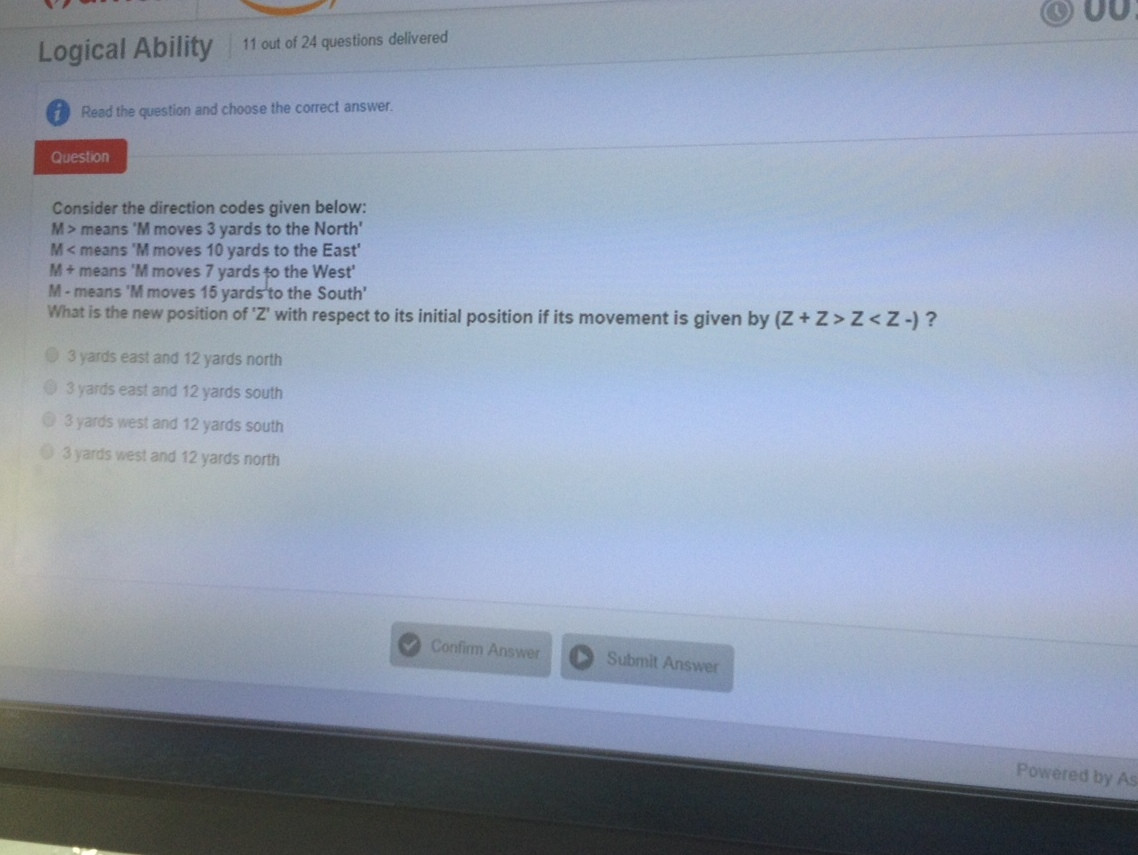 Logical Ability
11 out of 24 questions delivered
Read the question and choose the correct answer.
Question
Consider the direction codes given below:
M > means 'M moves 3 yards to the North'
M < means 'M moves 10 yards to the East'
M + means 'M moves 7 yards to the West'
M - means 'M moves 15 yards to the South'
What is the new position of 'Z' with respect to its initial position if its movement is given by (Z + Z > Z < Z -) ?
3 yards east and 12 yards north
3 yards east and 12 yards south
3 yards west and 12 yards south
3 yards west and 12 yards north
Confirm Answer
Submit Answer
Powered by